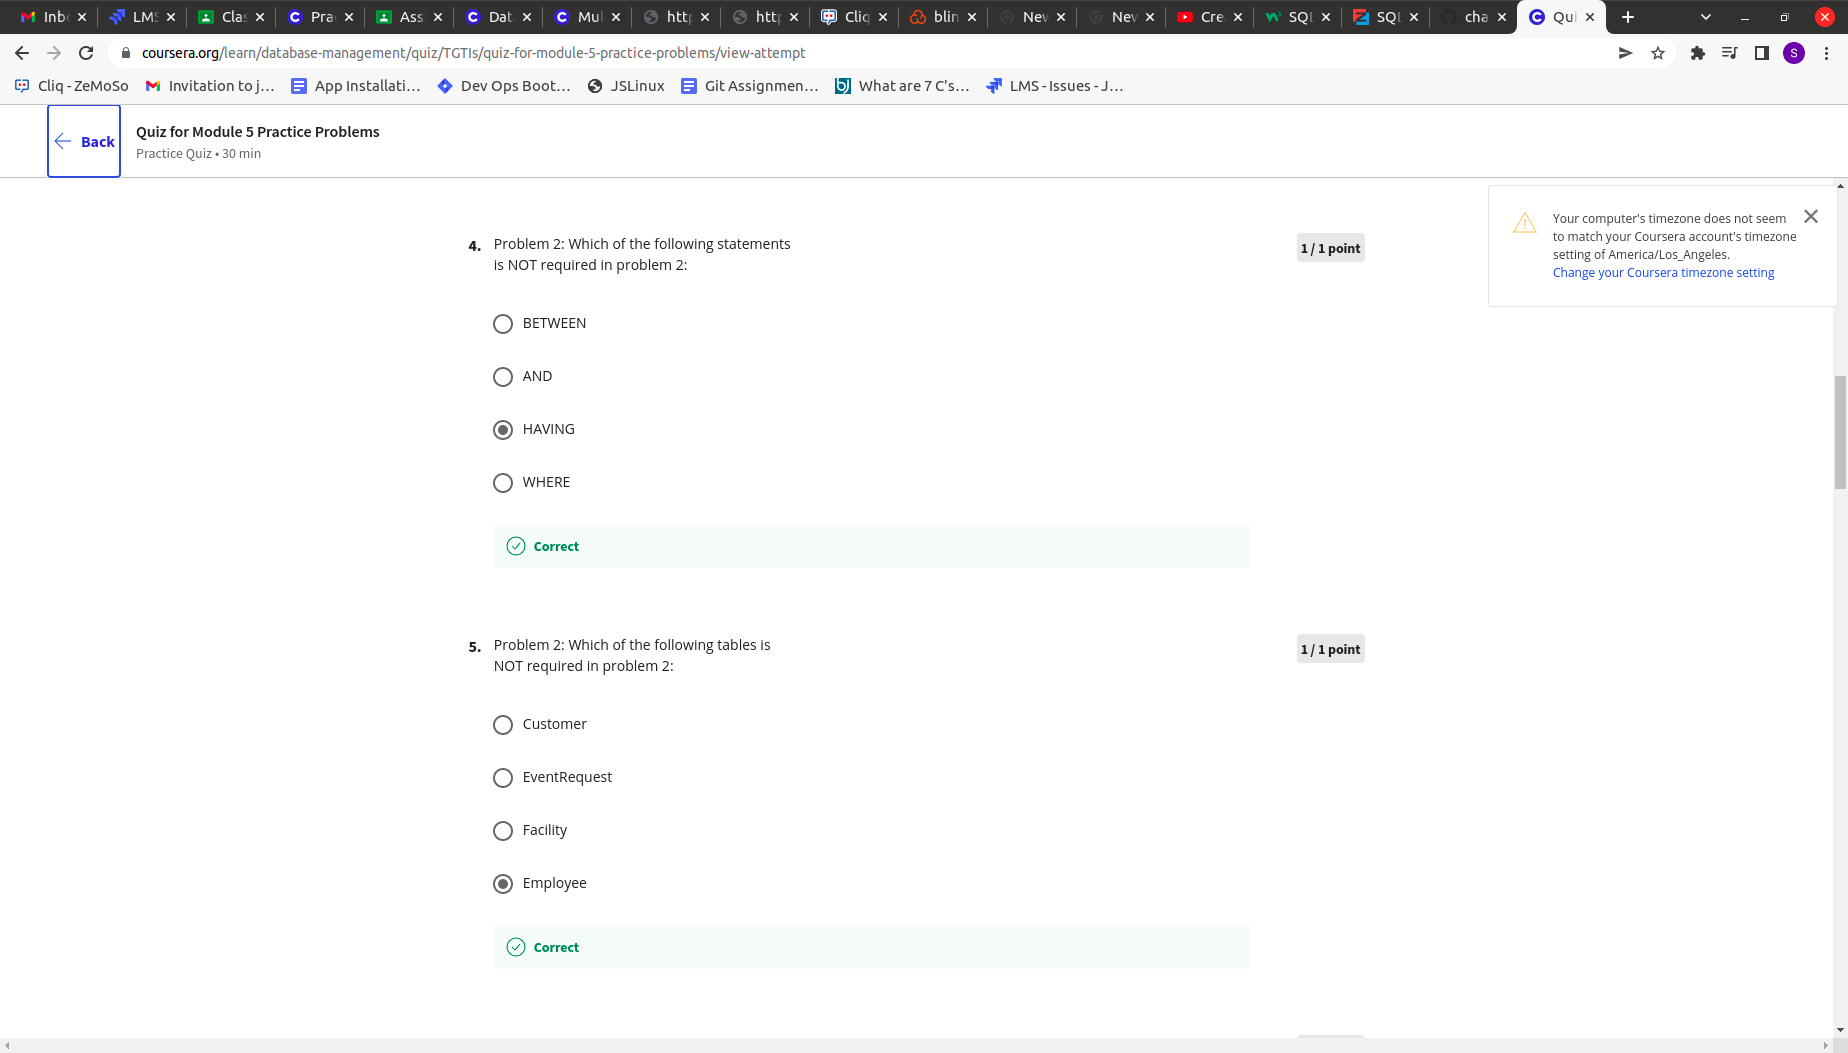 Inb
LMS
Clas
Pra
Ass
Dat
Mul
http
http
Cliq
blin
Nev
Nev
Cre
SQL
SQL
cha
Qui
coursera.org/learn/database-management/quiz/TGTIs/quiz-for-module-5-practice-problems/view-attempt
S
Cliq - ZeMoSo
Invitation to j...
App Installati...
Dev Ops Boot...
JSLinux
Git Assignmen...
bj
What are 7 C's...
LMS - Issues - J...
Back
Quiz for Module 5 Practice Problems
Practice Quiz • 30 min
Your computer's timezone does not seem
to match your Coursera account's timezone
setting of America/Los_Angeles.
Change your Coursera timezone setting
4. Problem 2: Which of the following statements
is NOT required in problem 2:
1 / 1 point
BETWEEN
AND
HAVING
WHERE
Correct
5. Problem 2: Which of the following tables is
NOT required in problem 2:
1 / 1 point
Customer
EventRequest
Facility
Employee
Correct